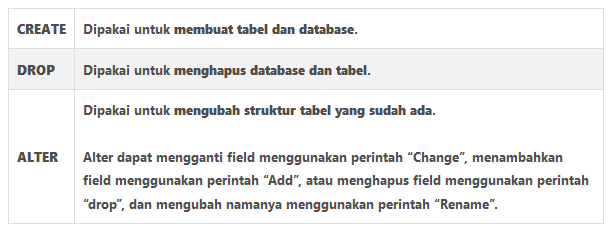 CREATE Dipakai untuk membuat tabel dan database.
DROP Dipakai untuk menghapus database dan tabel.
Dipakai untuk mengubah struktur tabel yang sudah ada.
ALTER Alter dapat mengganti field menggunakan perintah “Change”, menambahkan
field menggunakan perintah “Add”, atau menghapus field menggunakan perintah
“drop”, dan mengubah namanya menggunakan perintah “Rename”.